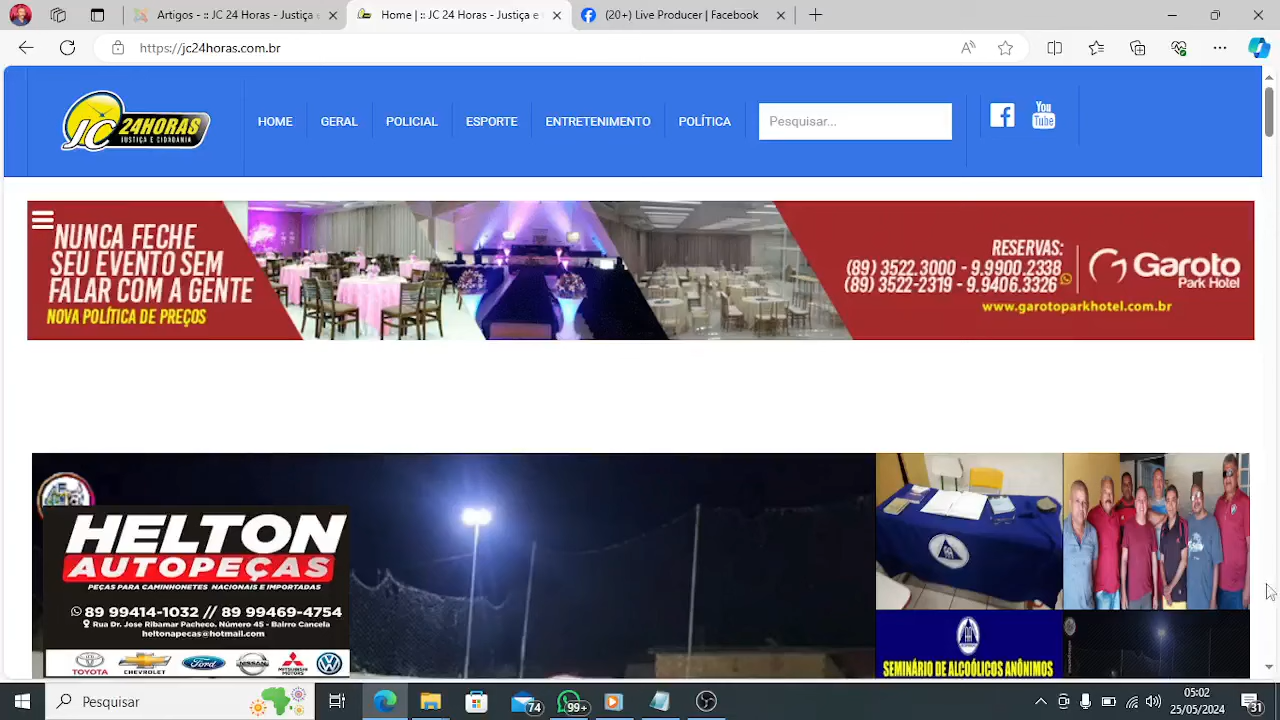 Artigos - JC 24 Horas - Justiça e
Home | :: JC 24 Horas - Justiça e
(20+) Live Producer | Facebook
https://jc24horas.com.br
JC 24HORAS
JUSTIÇA E CIDADANIA
HOME
GERAL
POLICIAL
ESPORTE
ENTRETENIMENTO
POLÍTICA
Pesquisar...
You
Tube
NUNCA FECHE
SEU EVENTO SEM
FALAR COM A GENTE
NOVA POLÍTICA DE PREÇOS
RESERVAS:
(89) 3522.3000 - 9.9900.2338
(89) 3522-2319 - 9.9406.3326
www.garotoparkhotel.com.br
Garoto
Park Hotel
HELTON
AUTOPEÇAS
PEÇAS PARA CAMINHONETES NACIONAIS E IMPORTADAS
89 99414-1032 // 89 99469-4754
Rua Dr. Jose Ribamar Pacheco. Número 45 - Bairro Cancela
heltonapecas@hotmail.com
TOYOTA
CHEVROLET
Ford
NISSAN
MITSUBISHI
MOTORS
SEMINÁRIO DE ALCOÓLICOS ANÔNIMOS
Pesquisar
74
99+
05:02
25/05/2024
31